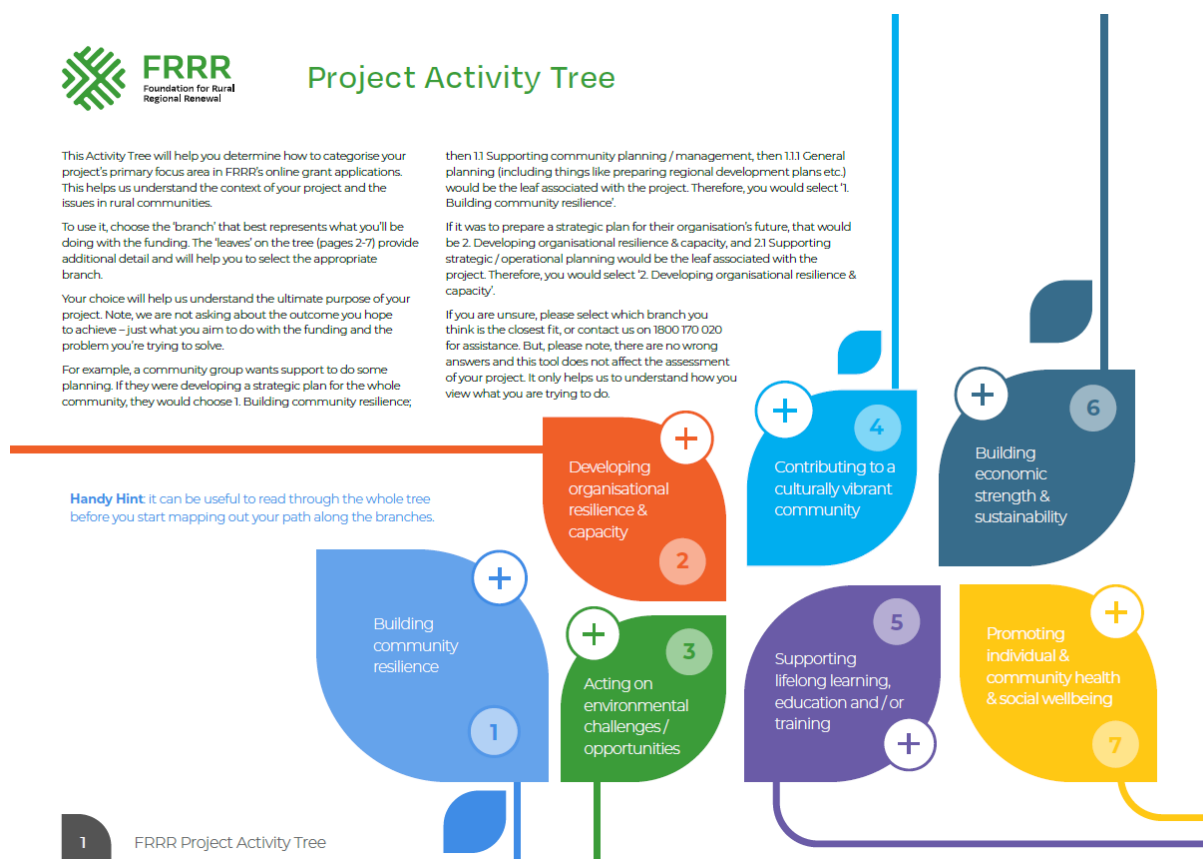 FRRR
Foundation for Rural
Regional Renewal
Project Activity Tree
This Activity Tree will help you determine how to categorise your
project's primary focus area in FRRR's online grant applications.
This helps us understand the context of your project and the
issues in rural communities.
To use it, choose the 'branch' that best represents what you'll be
doing with the funding. The 'leaves' on the tree (pages 2-7) provide
additional detail and will help you to select the appropriate
branch.
Your choice will help us understand the ultimate purpose of your
project. Note, we are not asking about the outcome you hope
to achieve – just what you aim to do with the funding and the
problem you're trying to solve.
For example, a community group wants support to do some
planning. If they were developing a strategic plan for the whole
community, they would choose 1. Building community resilience;
then 1.1 Supporting community planning / management, then 1.1.1 General
planning (including things like preparing regional development plans etc.)
would be the leaf associated with the project. Therefore, you would select '1.
Building community resilience'.
If it was to prepare a strategic plan for their organisation's future, that would
be 2. Developing organisational resilience & capacity, and 2.1 Supporting
strategic / operational planning would be the leaf associated with the
project. Therefore, you would select '2. Developing organisational resilience &
capacity'.
If you are unsure, please select which branch you
think is the closest fit, or contact us on 1800 170 020
for assistance. But, please note, there are no wrong
answers and this tool does not affect the assessment
of your project. It only helps us to understand how you
view what you are trying to do.
Handy Hint: it can be useful to read through the whole tree
before you start mapping out your path along the branches.
+
Building
community
resilience
1
+
Developing
organisational
resilience &
capacity
2
+
3
Acting on
environmental
challenges /
opportunities
+
4
Contributing to a
culturally vibrant
community
5
Supporting
lifelong learning,
education and / or
training
+
+
6
Building
economic
strength &
sustainability
+
Promoting
individual &
community health
& social wellbeing
7
1
FRRR Project Activity Tree